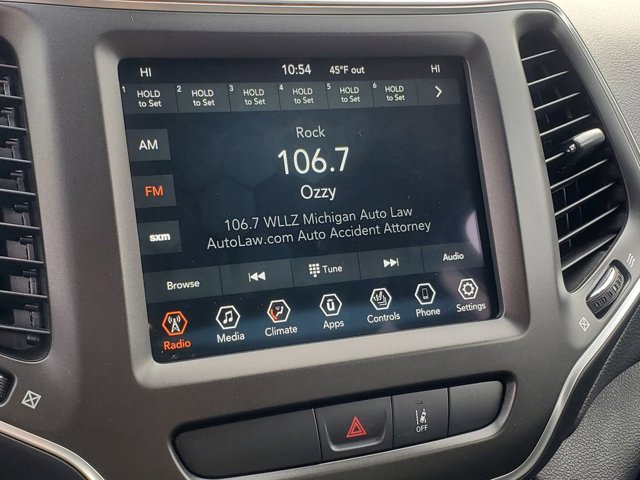 HI 10:54 45°F out HI
1 HOLD to Set 2 HOLD to Set 3 HOLD to Set 4 HOLD to Set 5 HOLD to Set 6 HOLD to Set
AM
Rock
106.7
FM
Ozzy
sxm
106.7 WLLZ Michigan Auto Law
AutoLaw.com Auto Accident Attorney
Browse Tune Audio
Radio Media Climate Apps Controls Phone Settings
OFF